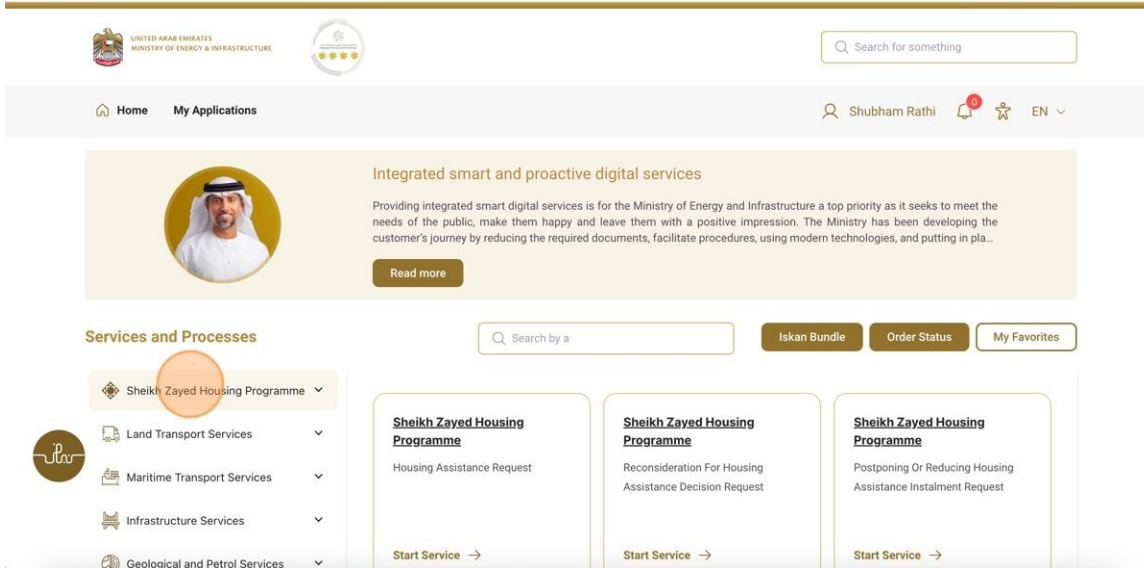 UNITED ARAB EMIRATES
MINISTRY OF ENERGY & INFRASTRUCTURE
Search for something
Home
My Applications
Shubham Rathi
0
EN
Integrated smart and proactive digital services
Providing integrated smart digital services is for the Ministry of Energy and Infrastructure a top priority as it seeks to meet the
needs of the public, make them happy and leave them with a positive impression. The Ministry has been developing the
customer's journey by reducing the required documents, facilitate procedures, using modern technologies, and putting in pla...
Read more
Services and Processes
Search by a
Iskan Bundle
Order Status
My Favorites
Sheikh Zayed Housing Programme
Land Transport Services
Maritime Transport Services
Infrastructure Services
Geological and Petrol Services
Sheikh Zayed Housing
Programme
Housing Assistance Request
Start Service
Sheikh Zayed Housing
Programme
Reconsideration For Housing
Assistance Decision Request
Start Service
Sheikh Zayed Housing
Programme
Postponing Or Reducing Housing
Assistance Instalment Request
Start Service